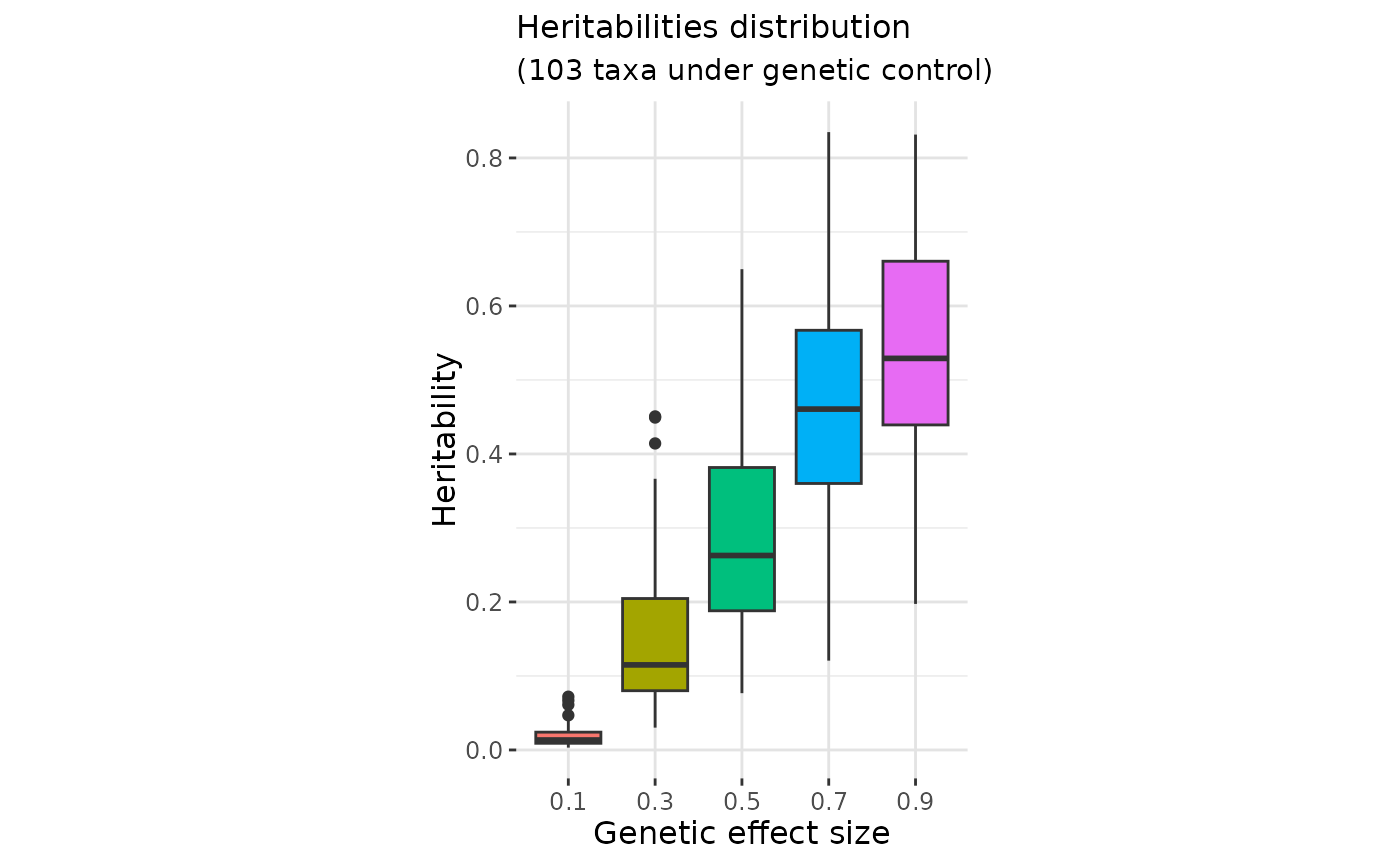 Heritabilities distribution
(103 taxa under genetic control)
Heritability
0.8
0.6
0.4
0.2
0.0
0.1 0.3 0.5 0.7 0.9
Genetic effect size